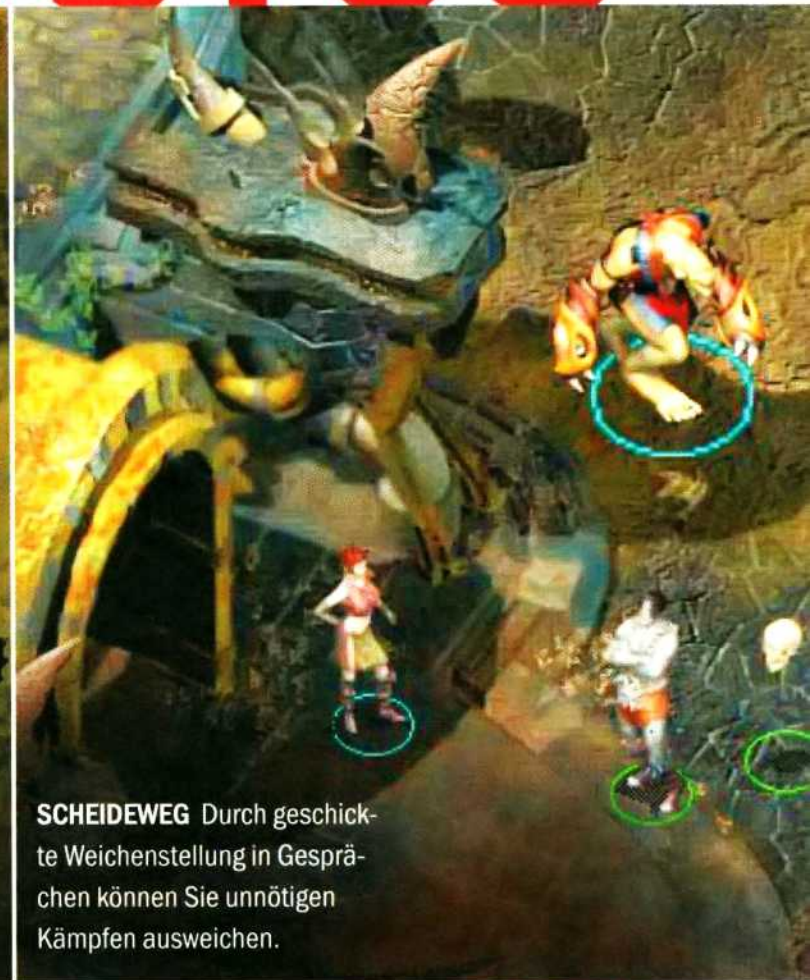 SCHEIDEWEG Durch geschick-
te Weichenstellung in Gesprä-
chen können Sie unnötigen
Kämpfen ausweichen.